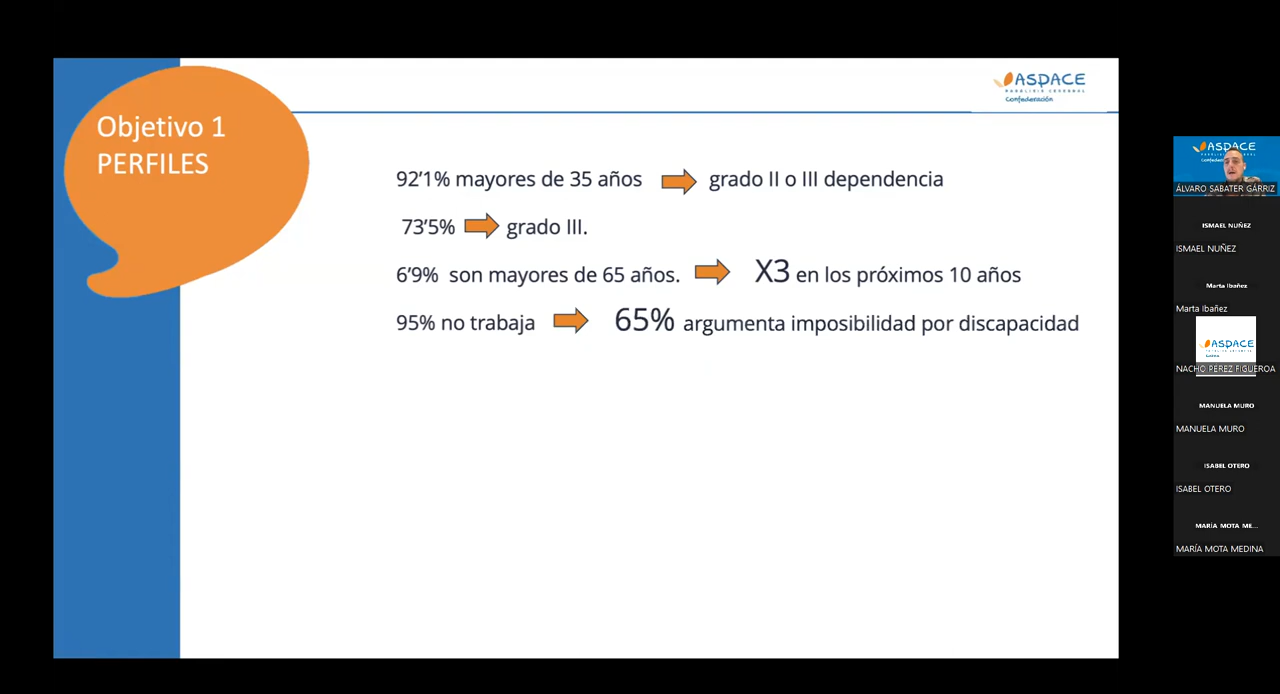 Objetivo 1
PERFILES
ASPACE
PARÁLISIS CEREBRAL
Confederación
92'1% mayores de 35 años grado II o III dependencia
73'5% grado III.
6'9% son mayores de 65 años. X3 en los próximos 10 años
95% no trabaja 65% argumenta imposibilidad por discapacidad
ASPACE
ÁLVARO SABATER GÁRRIZ
ISMAEL NUÑEZ
ISMAEL NUÑEZ
Marta Ibañez
Marta Ibañez
ASPACE
NACHO PEREZ FIGUEROA
MANUELA MURO
MANUELA MURO
ISABEL OTERO
ISABEL OTERO
MARÍA MOTA ME...
MARÍA MOTA MEDINA